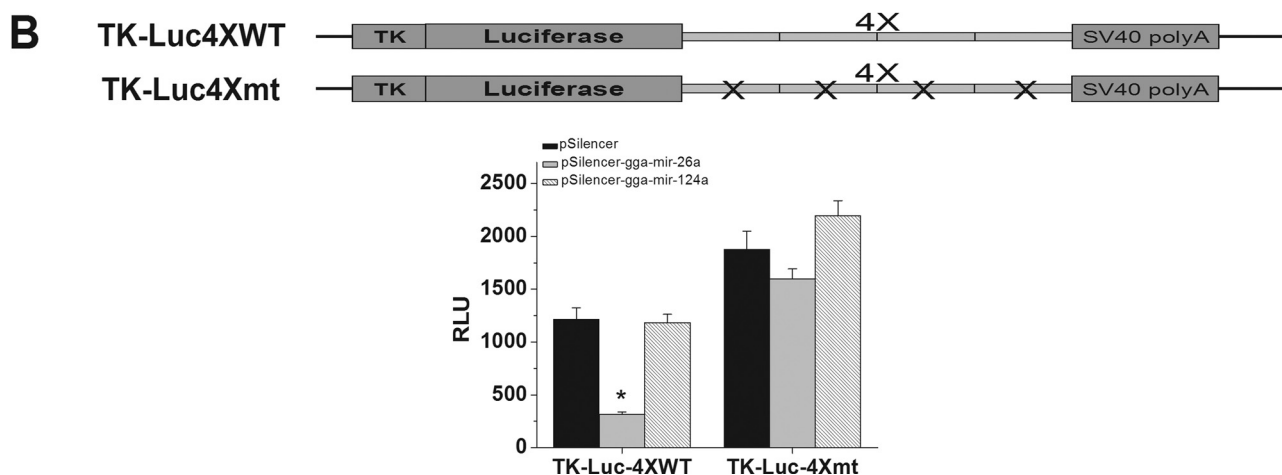 B
TK-Luc4XWT
TK
Luciferase
4X
SV40 polyA
TK-Luc4Xmt
TK
Luciferase
4X
X X X X
SV40 polyA
pSilencer
pSilencer-gga-mir-26a
pSilencer-gga-mir-124a
2500
2000
1500
1000
500
0
RLU
*
TK-Luc-4XWT
TK-Luc-4Xmt